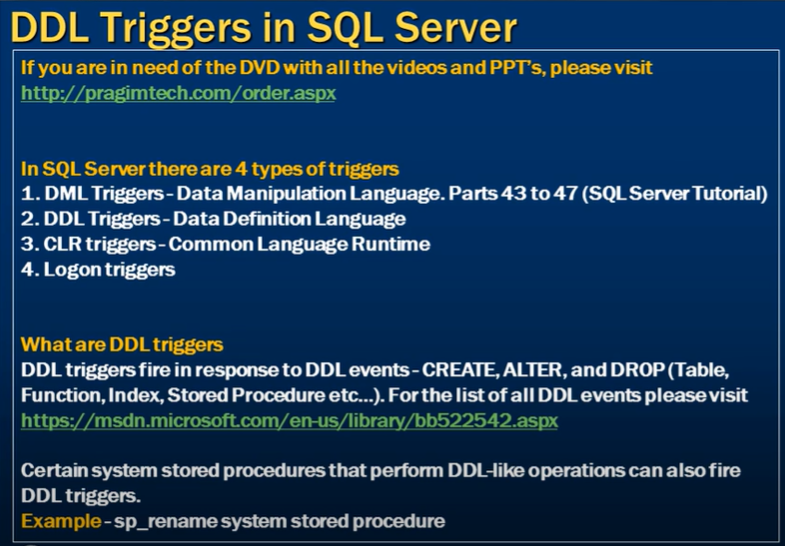 DDL Triggers in SQL Server
If you are in need of the DVD with all the videos and PPT's, please visit
http://pragimtech.com/order.aspx
In SQL Server there are 4 types of triggers
1. DML Triggers - Data Manipulation Language. Parts 43 to 47 (SQL Server Tutorial)
2. DDL Triggers - Data Definition Language
3. CLR triggers - Common Language Runtime
4. Logon triggers
What are DDL triggers
DDL triggers fire in response to DDL events - CREATE, ALTER, and DROP (Table,
Function, Index, Stored Procedure etc...). For the list of all DDL events please visit
https://msdn.microsoft.com/en-us/library/bb522542.aspx
Certain system stored procedures that perform DDL-like operations can also fire
DDL triggers.
Example - sp_rename system stored procedure